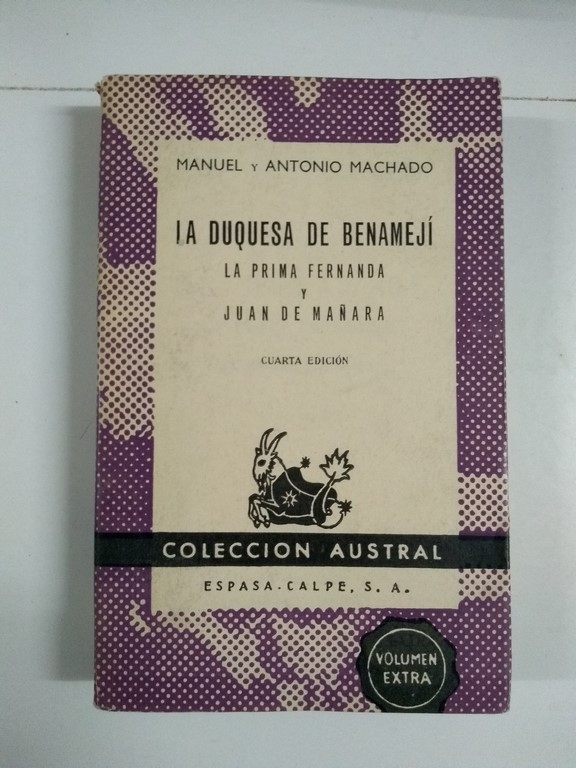 MANUEL Y ANTONIO MACHADO
LA DUQUESA DE BENAMEJÍ
LA PRIMA FERNANDA
Y
JUAN DE MAÑARA
CUARTA EDICIÓN
COLECCION AUSTRAL
ESPASA-CALPE, S. A.
VOLUMEN
EXTRA